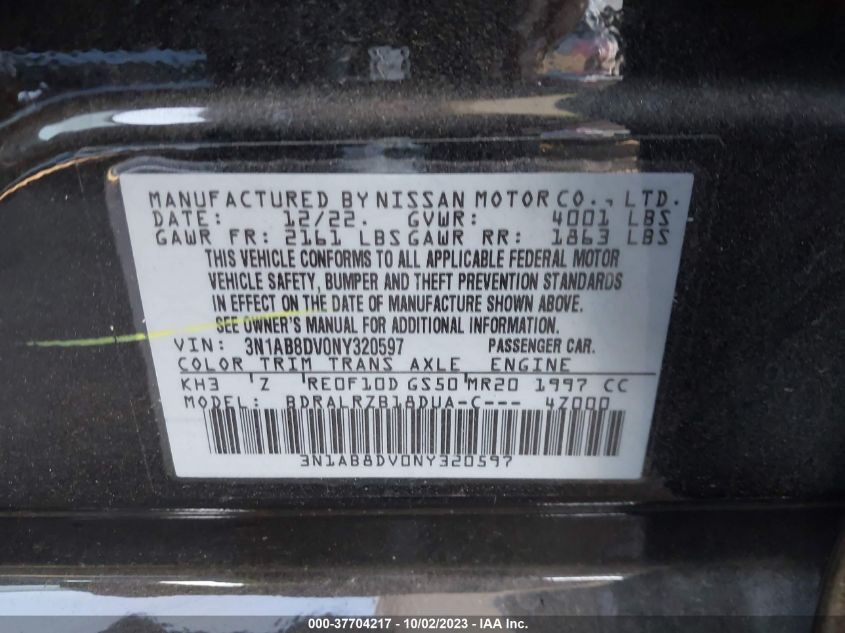 MANUFACTURED BY NISSAN MOTOR CO., LTD.
DATE: 12/22. GVWR: 4001 LBS
GAWR FR: 2161 LBS GAWR RR: 1863 LBS
THIS VEHICLE CONFORMS TO ALL APPLICABLE FEDERAL MOTOR
VEHICLE SAFETY, BUMPER AND THEFT PREVENTION STANDARDS
IN EFFECT ON THE DATE OF MANUFACTURE SHOWN ABOVE.
SEE OWNER'S MANUAL FOR ADDITIONAL INFORMATION.
VIN: 3N1AB8DV0NY320597 PASSENGER CAR.
COLOR TRIM TRANS AXLE ENGINE
KH3 Z RE0F10D GS50 MR20 1997 CC
MODEL: BDRALRZB18DUA-C--- 4Z000
3N1AB8DV0NY320597
000-37704217 - 10/02/2023 - IAA Inc.